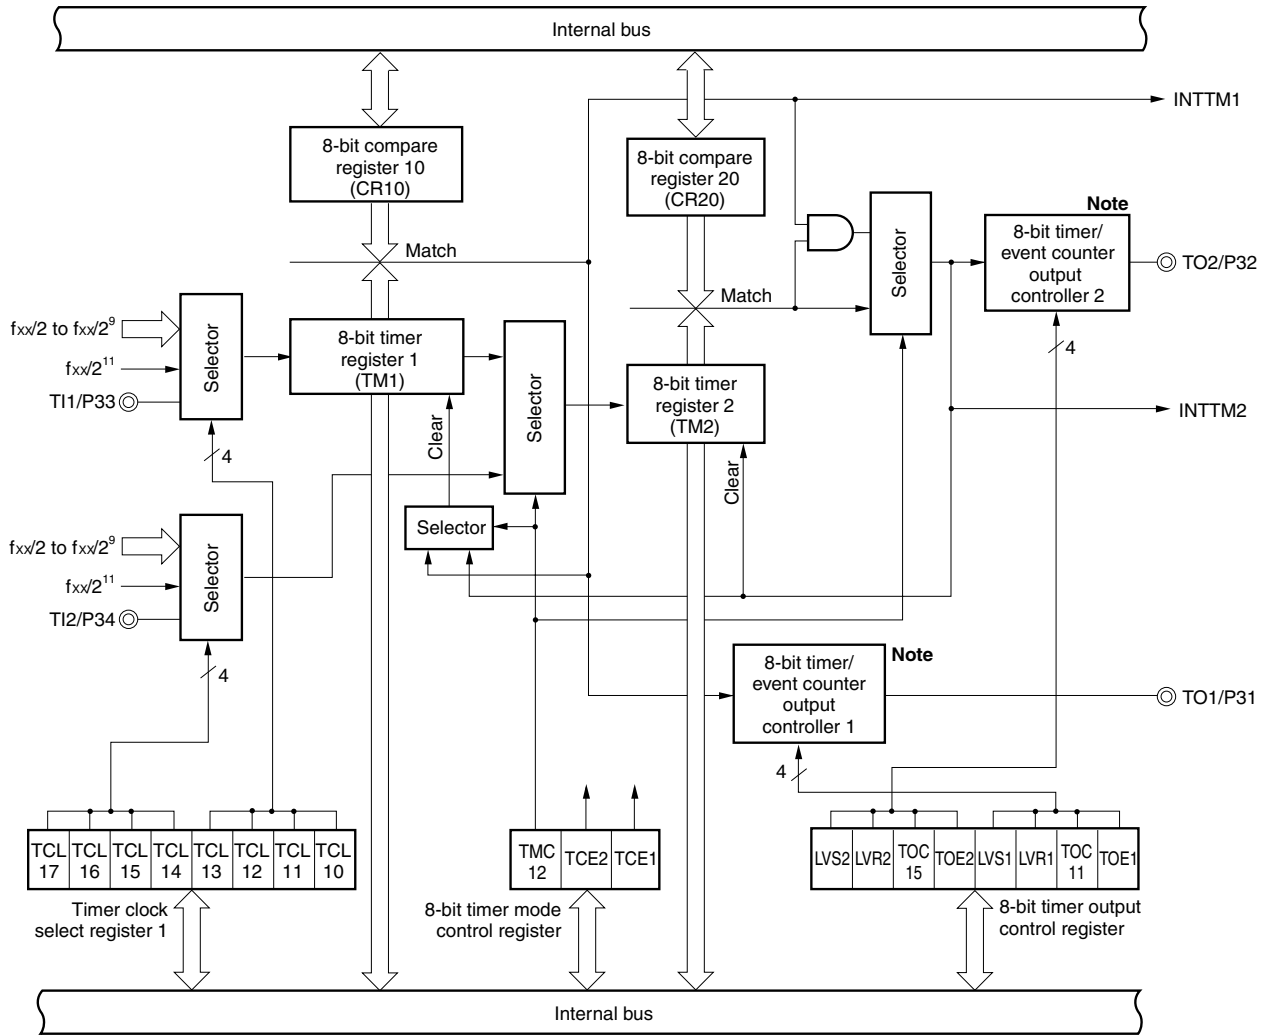 Internal bus
INTTM1
8-bit compare
register 10
(CR10)
8-bit compare
register 20
(CR20)
Match
Selector
Note
8-bit timer/
event counter
output
controller 2
TO2/P32
Match
fxx/2 to fxx/2⁹
fxx/2¹¹
TI1/P33
Selector
8-bit timer
register 1
(TM1)
Selector
8-bit timer
register 2
(TM2)
4
INTTM2
4
Clear
Clear
Selector
fxx/2 to fxx/2⁹
fxx/2¹¹
TI2/P34
Selector
4
8-bit timer/
event counter
output
controller 1
Note
TO1/P31
4
TCL
17
TCL
16
TCL
15
TCL
14
TCL
13
TCL
12
TCL
11
TCL
10
TMC
12
TCE2
TCE1
LVS2
LVR2
TOC
15
TOE2
LVS1
LVR1
TOC
11
TOE1
Timer clock
select register 1
8-bit timer mode
control register
8-bit timer output
control register
Internal bus